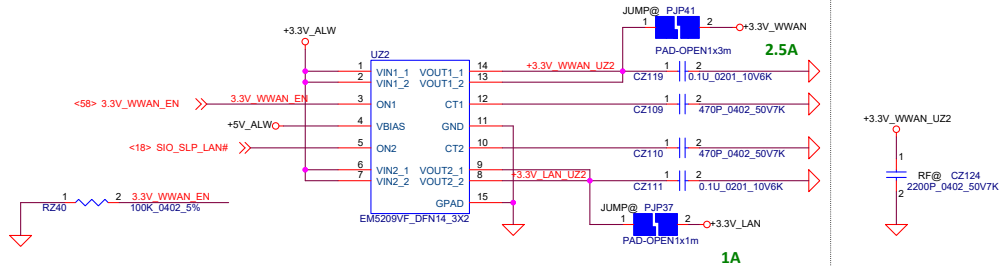 JUMP@ PJP41
1 2 +3.3V_WWAN
PAD-OPEN1x3m 2.5A
+3.3V_ALW
UZ2
1 VIN1_1 VOUT1_1 14 +3.3V_WWAN_UZ2
2 VIN1_2 VOUT1_2 13
CZ119 1 2 0.1U_0201_10V6K
<58> 3.3V_WWAN_EN 3.3V_WWAN_EN 3 ON1 CT1 12
CZ109 1 2 470P_0402_50V7K
+5V_ALW 4 VBIAS GND 11
<18> SIO_SLP_LAN# 5 ON2 CT2 10
CZ110 1 2 470P_0402_50V7K
6 VIN2_1 VOUT2_1 9
7 VIN2_2 VOUT2_2 8 +3.3V_LAN_UZ2
CZ111 1 2 0.1U_0201_10V6K
GPAD 15
EM5209VF_DFN14_3X2
RZ40 1 2 3.3V_WWAN_EN
100K_0402_5%
JUMP@ PJP37
1 2 +3.3V_LAN
PAD-OPEN1x1m
1A
+3.3V_WWAN_UZ2
1
RF@ CZ124
2200P_0402_50V7K
2